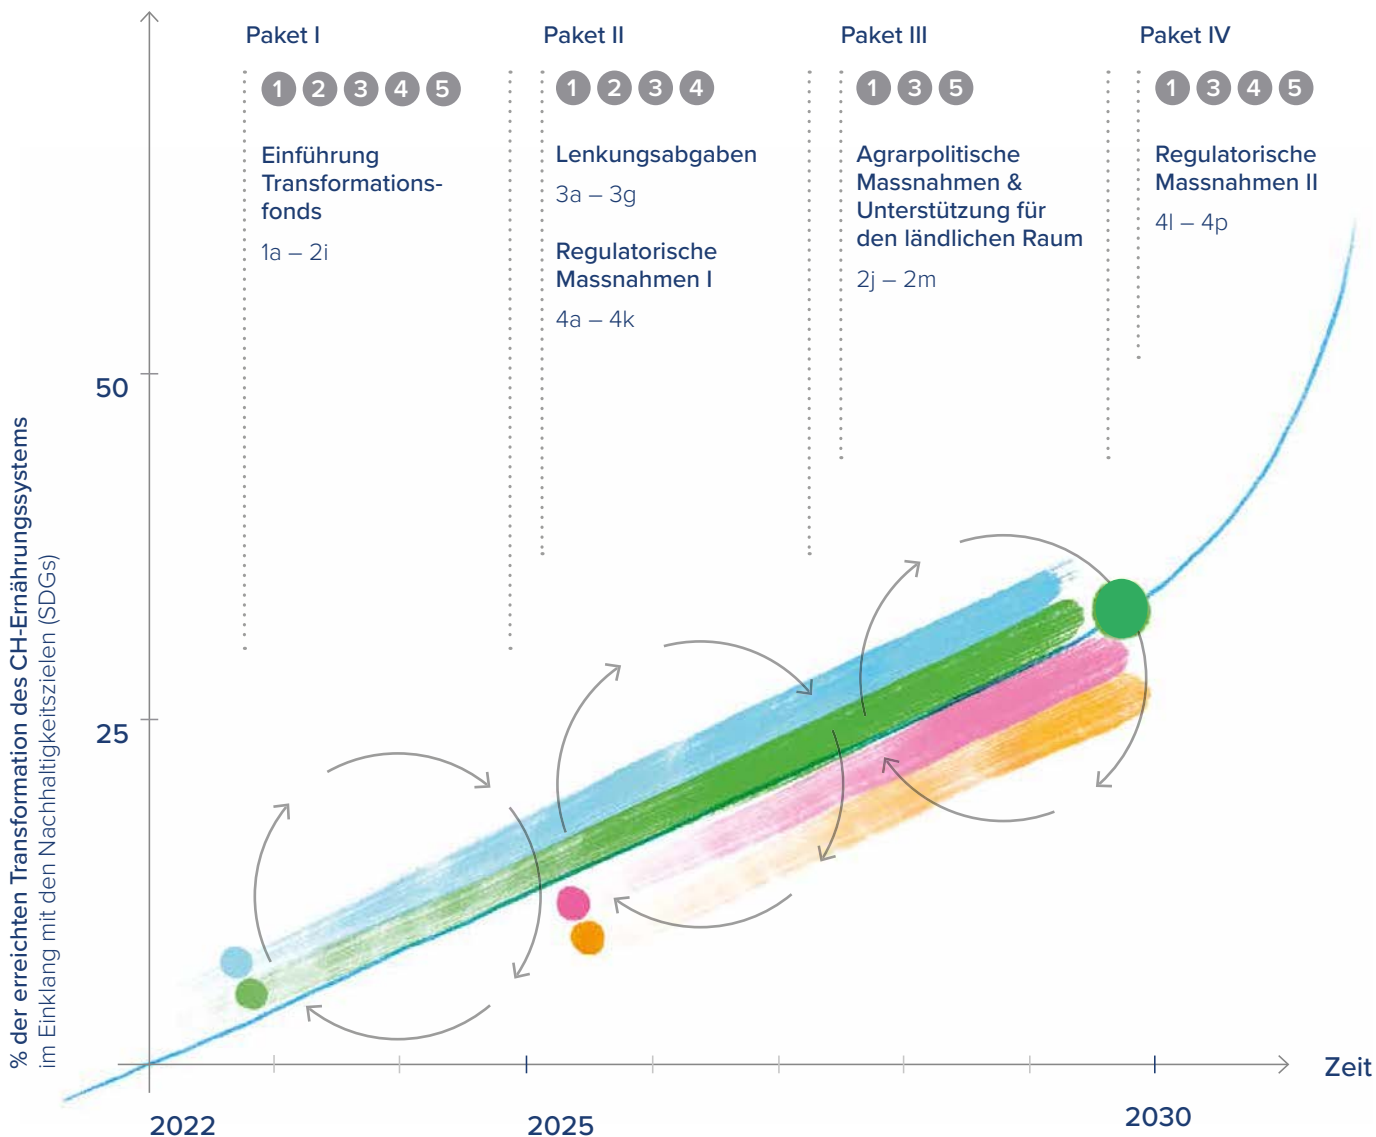 Paket I
1 2 3 4 5
Einführung
Transformations-
fonds
1a – 2i
Paket II
1 2 3 4
Lenkungsabgaben
3a – 3g
Regulatorische
Massnahmen I
4a – 4k
Paket III
1 3 5
Agrarpolitische
Massnahmen &
Unterstützung für
den ländlichen Raum
2j – 2m
Paket IV
1 3 4 5
Regulatorische
Massnahmen II
4l – 4p
50
25
% der erreichten Transformation des CH-Ernährungssystems
im Einklang mit den Nachhaltigkeitszielen (SDGs)
Zeit
2022
2025
2030